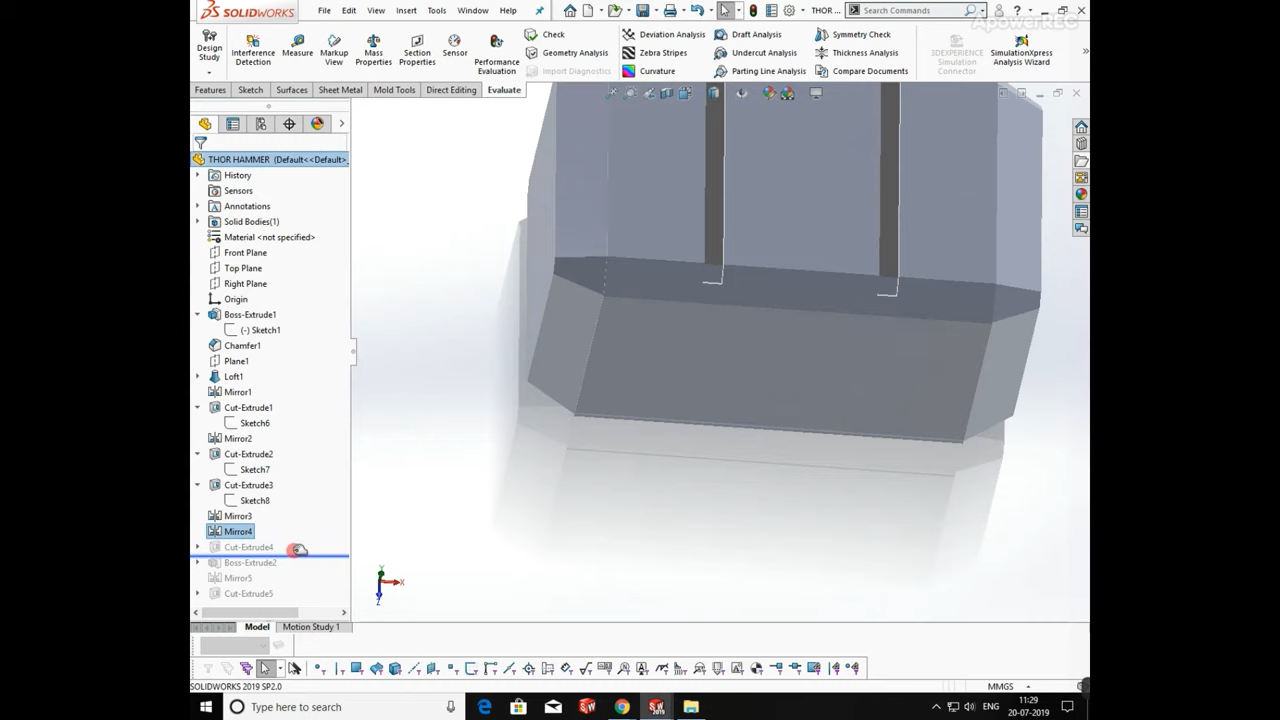 SOLIDWORKS File Edit View Insert Tools Window Help THOR ... Search Commands
ApowerREC
Design Study
Interference Detection
Measure
Markup View
Mass Properties
Section Properties
Sensor
Performance Evaluation
Check
Geometry Analysis
Import Diagnostics
Deviation Analysis
Zebra Stripes
Curvature
Draft Analysis
Undercut Analysis
Parting Line Analysis
Symmetry Check
Thickness Analysis
Compare Documents
3DEXPERIENCE Simulation Connector
SimulationXpress Analysis Wizard
Features Sketch Surfaces Sheet Metal Mold Tools Direct Editing Evaluate
THOR HAMMER (Default<<Default>_
History
Sensors
Annotations
Solid Bodies(1)
Material <not specified>
Front Plane
Top Plane
Right Plane
Origin
Boss-Extrude1
(-) Sketch1
Chamfer1
Plane1
Loft1
Mirror1
Cut-Extrude1
Sketch6
Mirror2
Cut-Extrude2
Sketch7
Cut-Extrude3
Sketch8
Mirror3
Mirror4
Cut-Extrude4
Boss-Extrude2
Mirror5
Cut-Extrude5
Y
X
Z
Model Motion Study 1
SOLIDWORKS 2019 SP2.0 MMGS
Type here to search ENG 11:29
20-07-2019